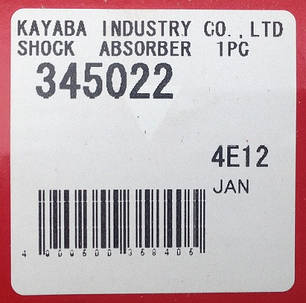 KAYABA INDUSTRY CO.,LTD
SHOCK ABSORBER 1PC
345022
4E12
JAN